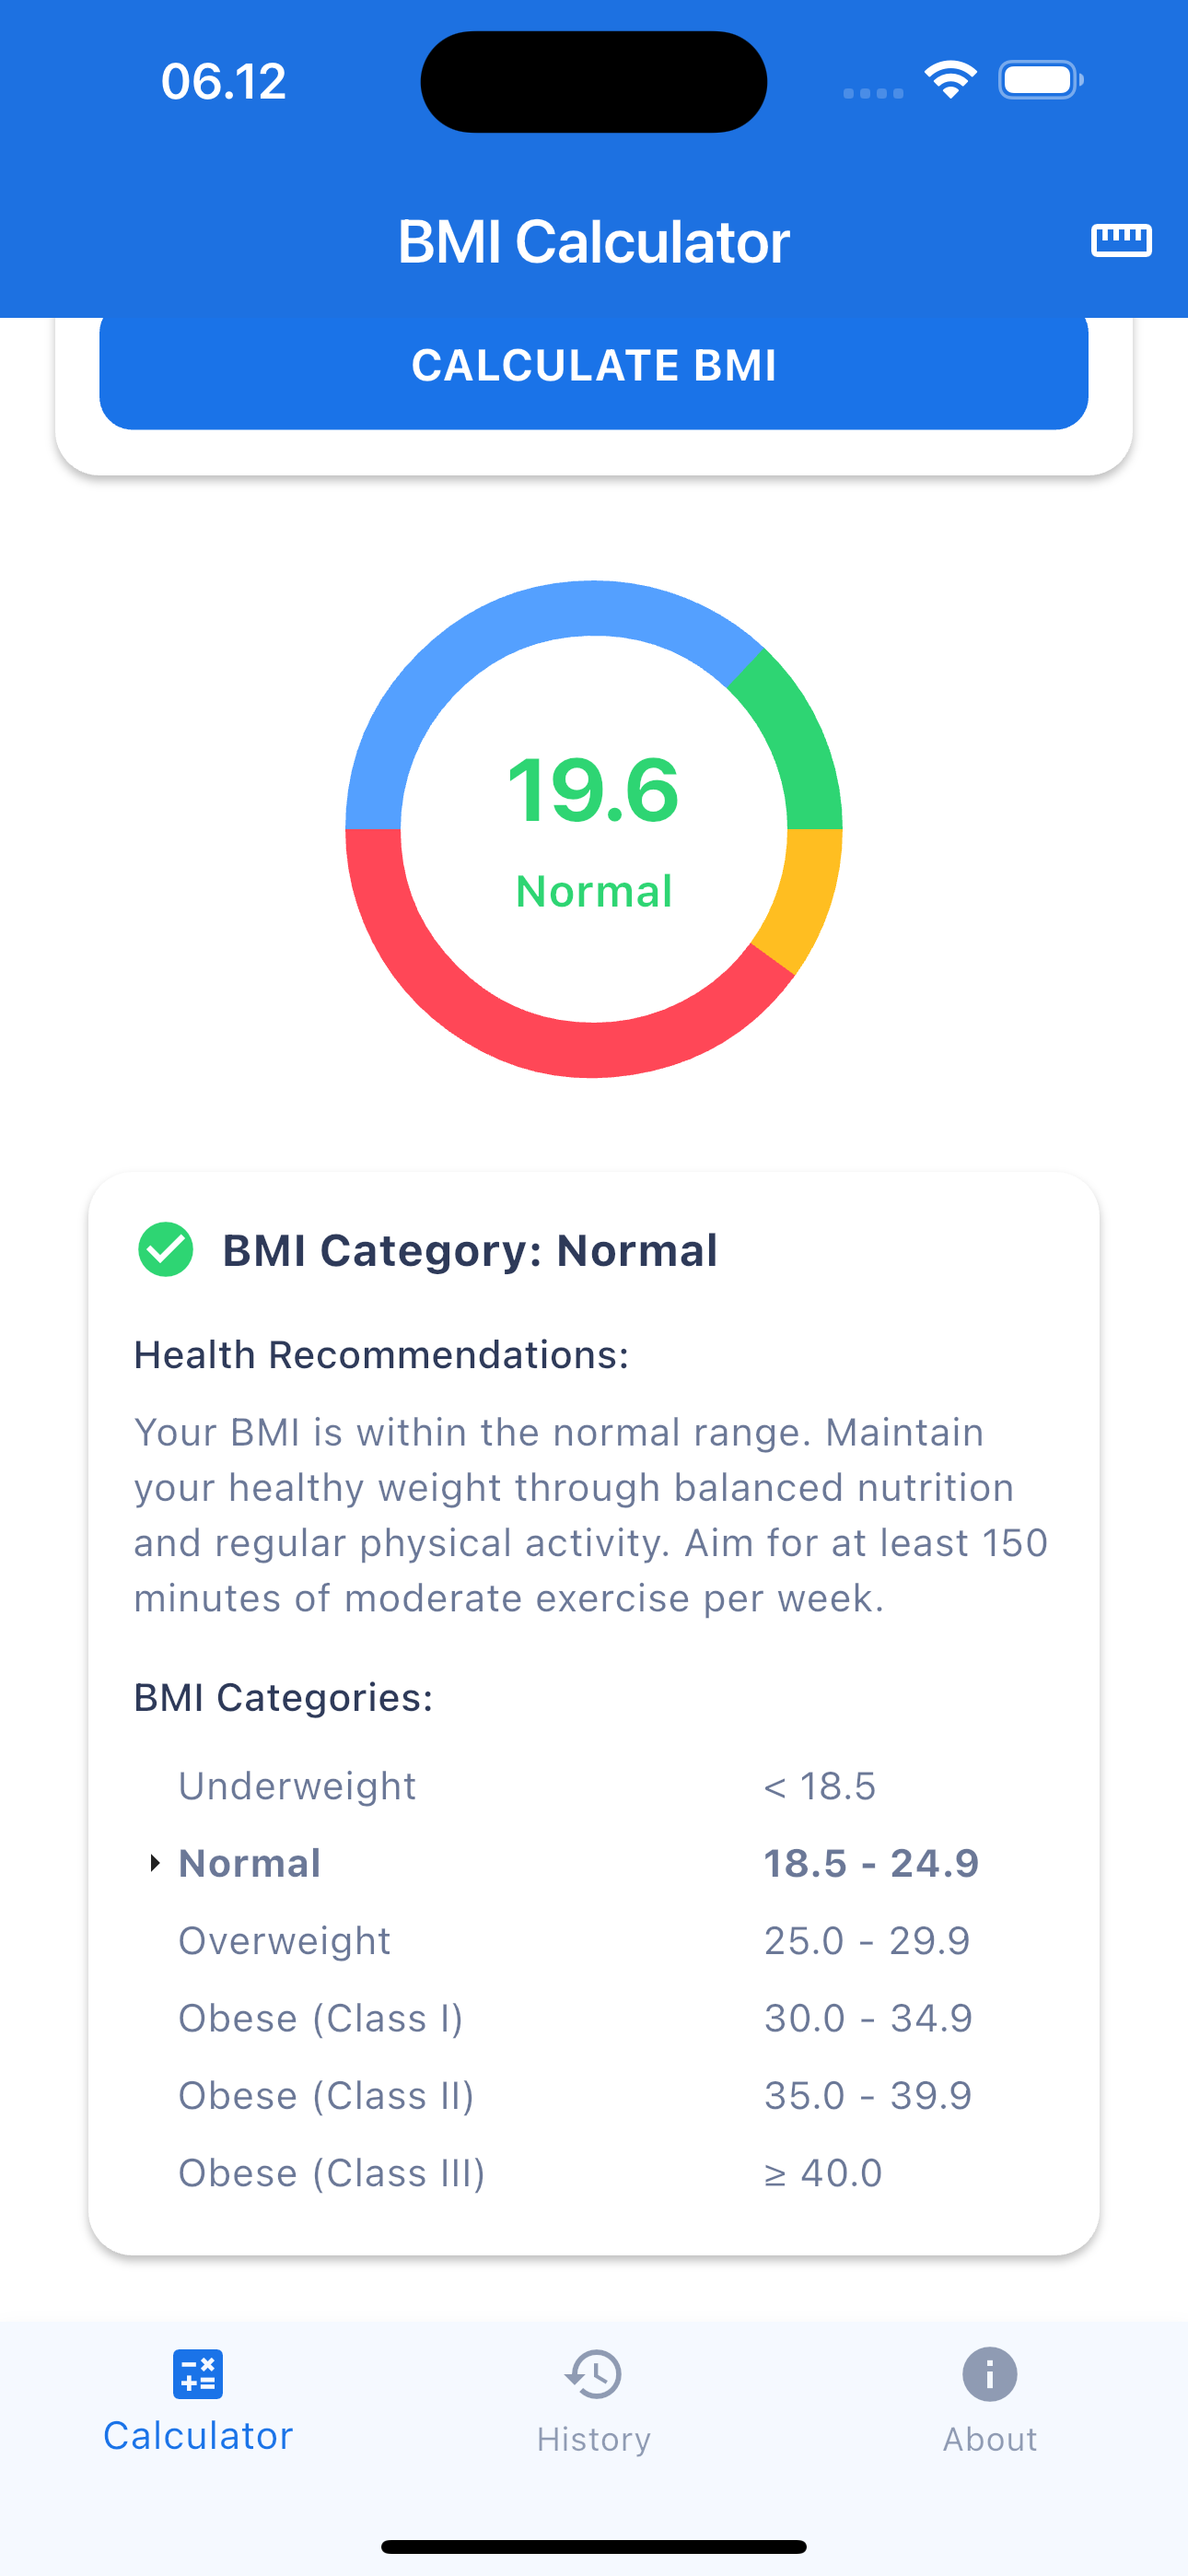 06.12
BMI Calculator
CALCULATE BMI
19.6
Normal
BMI Category: Normal
Health Recommendations:
Your BMI is within the normal range. Maintain
your healthy weight through balanced nutrition
and regular physical activity. Aim for at least 150
minutes of moderate exercise per week.
BMI Categories:
Underweight < 18.5
Normal 18.5 - 24.9
Overweight 25.0 - 29.9
Obese (Class I) 30.0 - 34.9
Obese (Class II) 35.0 - 39.9
Obese (Class III) ≥ 40.0
Calculator History About